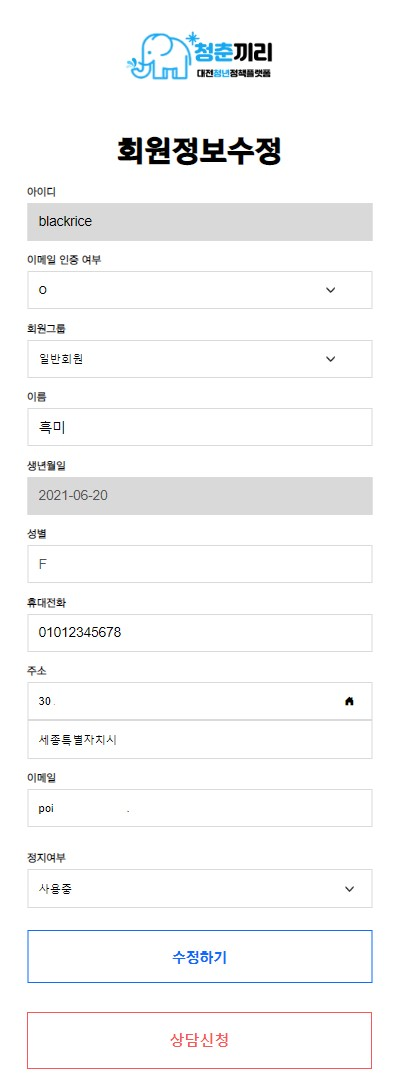 청춘끼리
대전청년정책플랫폼
회원정보수정
아이디
blackrice
이메일 인증 여부
O
회원그룹
일반회원
이름
흑미
생년월일
2021-06-20
성별
F
휴대전화
01012345678
주소
30
세종특별자치시
이메일
poi
정지여부
사용중
수정하기
상담신청